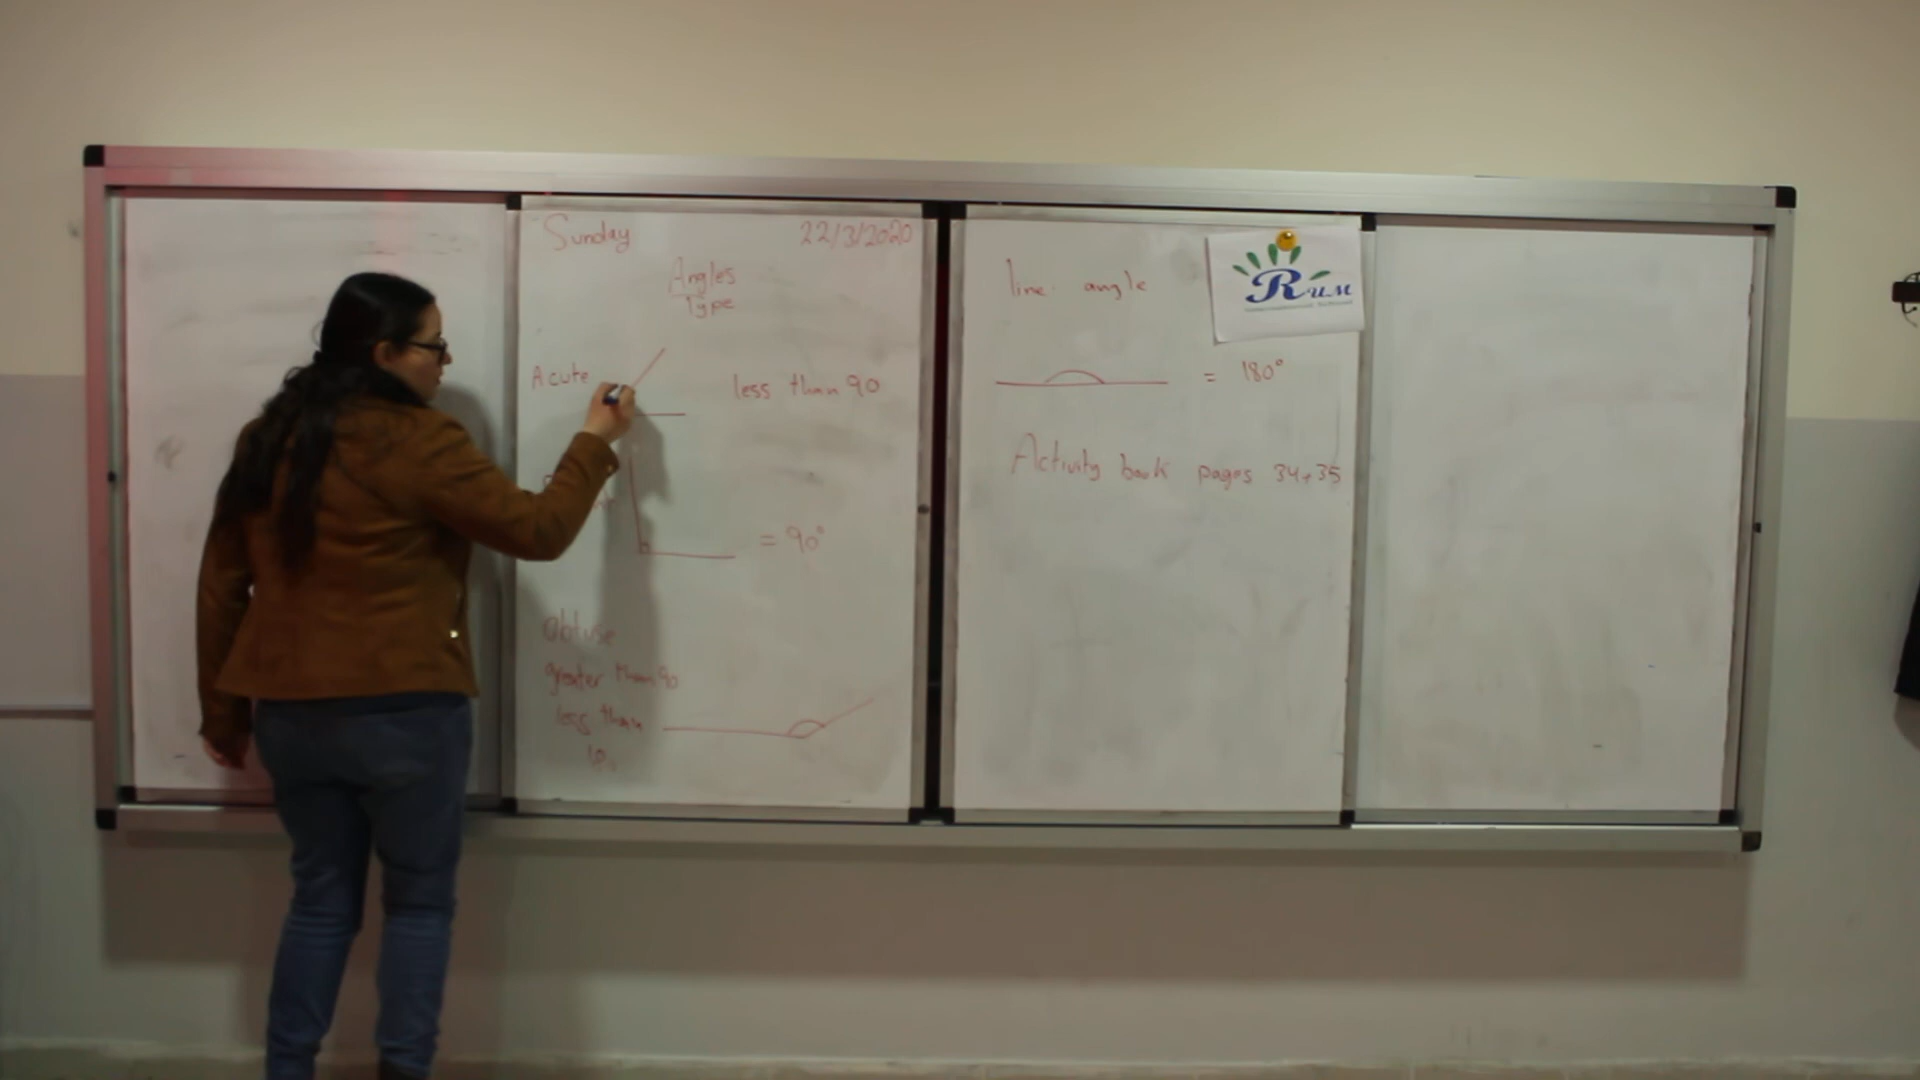 Sunday 22/3/2020
Angles
Type
Acute less than 90
= 90°
obtuse
greater than 90
less than
line angle
= 180°
Activity book pages 34+35
Rim